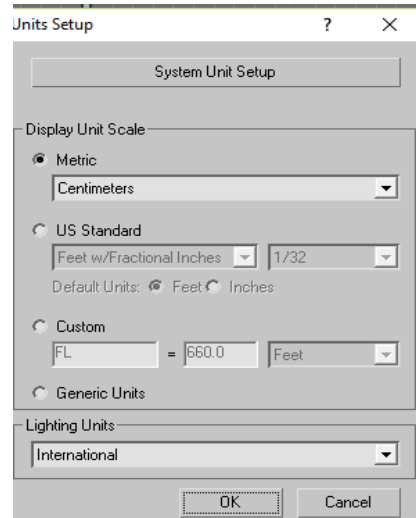 Units Setup ? ×
System Unit Setup
Display Unit Scale
Metric
Centimeters
US Standard
Feet w/Fractional Inches 1/32
Default Units: Feet Inches
Custom
FL = 660.0 Feet
Generic Units
Lighting Units
International
OK Cancel